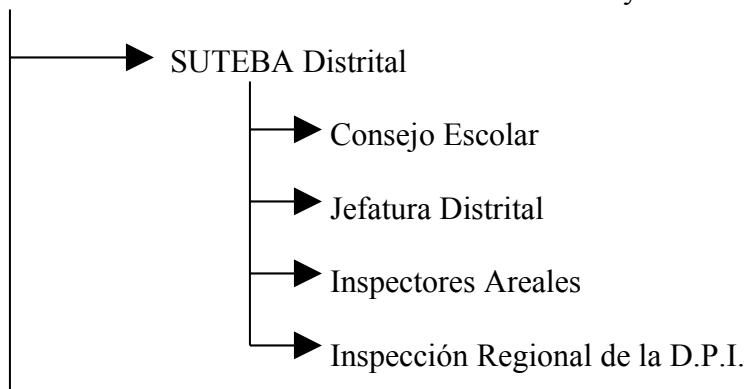 SUTEBA Distrital
Consejo Escolar
Jefatura Distrital
Inspectores Areales
Inspección Regional de la D.P.I.